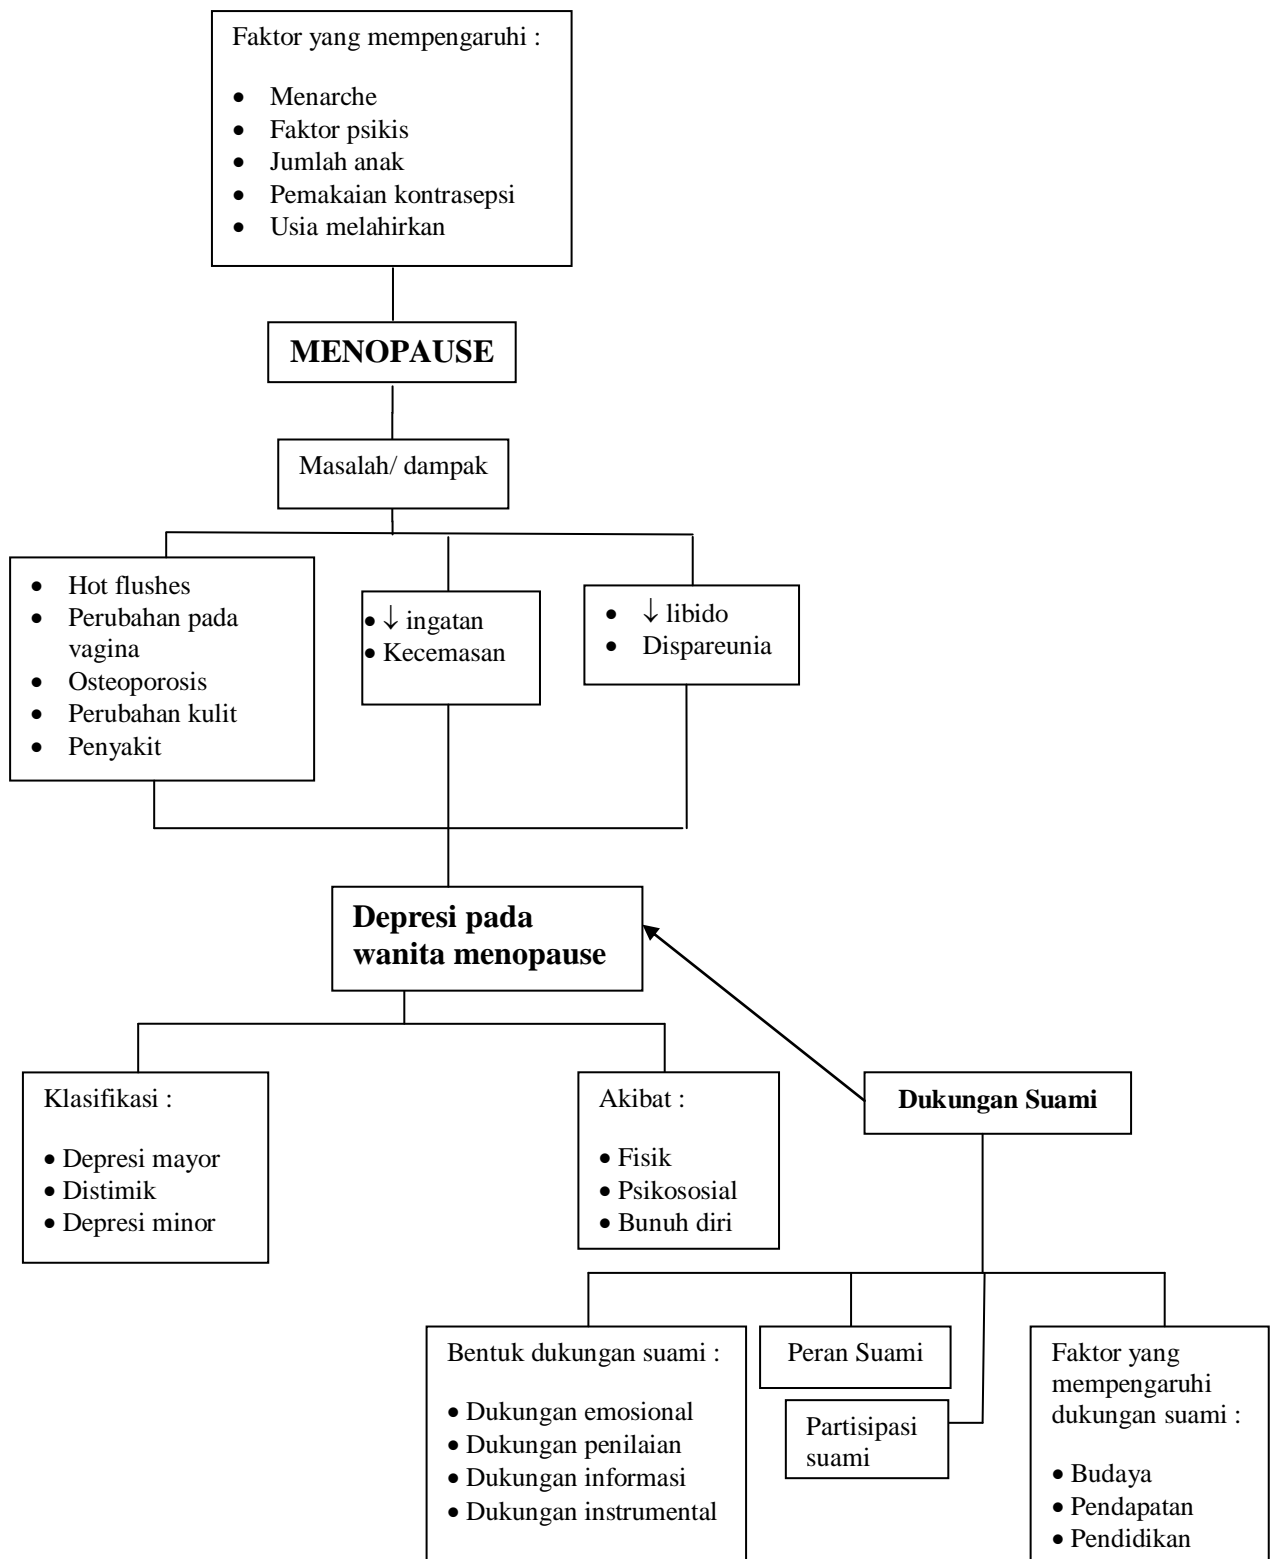 Faktor yang mempengaruhi :
• Menarche
• Faktor psikis
• Jumlah anak
• Pemakaian kontrasepsi
• Usia melahirkan
MENOPAUSE
Masalah/ dampak
• Hot flushes
• Perubahan pada
vagina
• Osteoporosis
• Perubahan kulit
• Penyakit
• ↓ ingatan
• Kecemasan
• ↓ libido
• Dispareunia
Depresi pada
wanita menopause
Klasifikasi :
• Depresi mayor
• Distimik
• Depresi minor
Akibat :
• Fisik
• Psikososial
• Bunuh diri
Dukungan Suami
Bentuk dukungan suami :
• Dukungan emosional
• Dukungan penilaian
• Dukungan informasi
• Dukungan instrumental
Peran Suami
Partisipasi
suami
Faktor yang
mempengaruhi
dukungan suami :
• Budaya
• Pendapatan
• Pendidikan